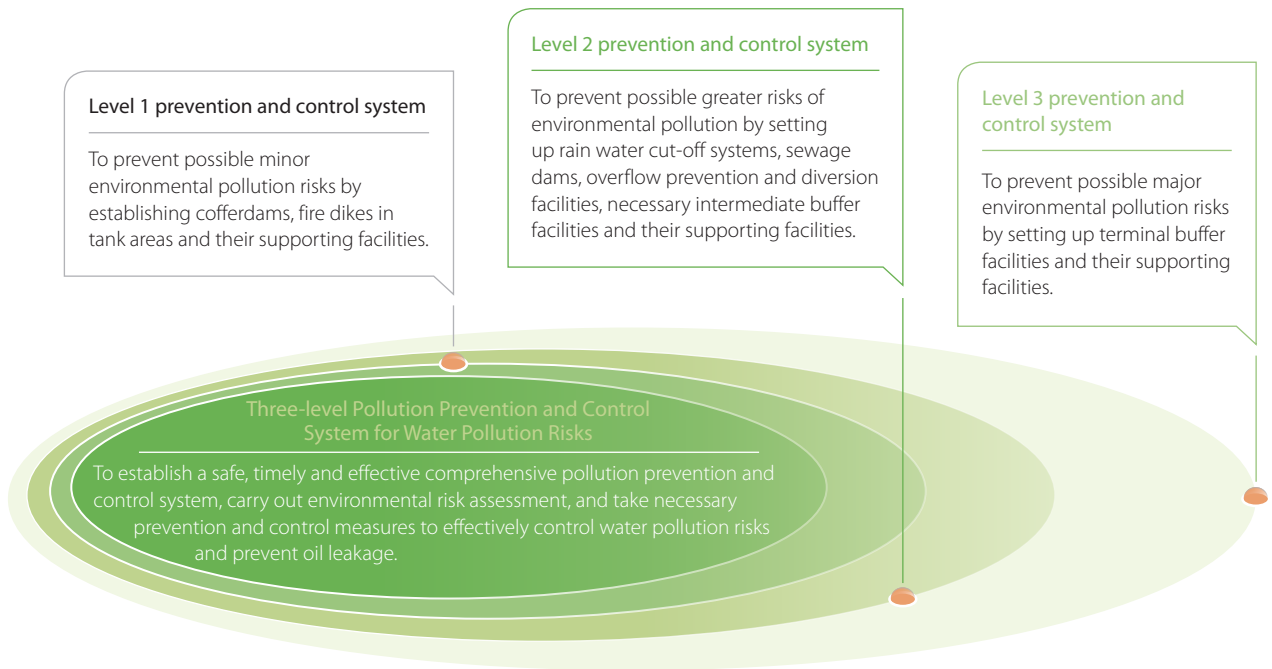 Level 1 prevention and control system
To prevent possible minor
environmental pollution risks by
establishing cofferdams, fire dikes in
tank areas and their supporting facilities.
Level 2 prevention and control system
To prevent possible greater risks of
environmental pollution by setting
up rain water cut-off systems, sewage
dams, overflow prevention and diversion
facilities, necessary intermediate buffer
facilities and their supporting facilities.
Level 3 prevention and
control system
To prevent possible major
environmental pollution risks
by setting up terminal buffer
facilities and their supporting
facilities.
Three-level Pollution Prevention and Control
System for Water Pollution Risks
To establish a safe, timely and effective comprehensive pollution prevention and
control system, carry out environmental risk assessment, and take necessary
prevention and control measures to effectively control water pollution risks
and prevent oil leakage.